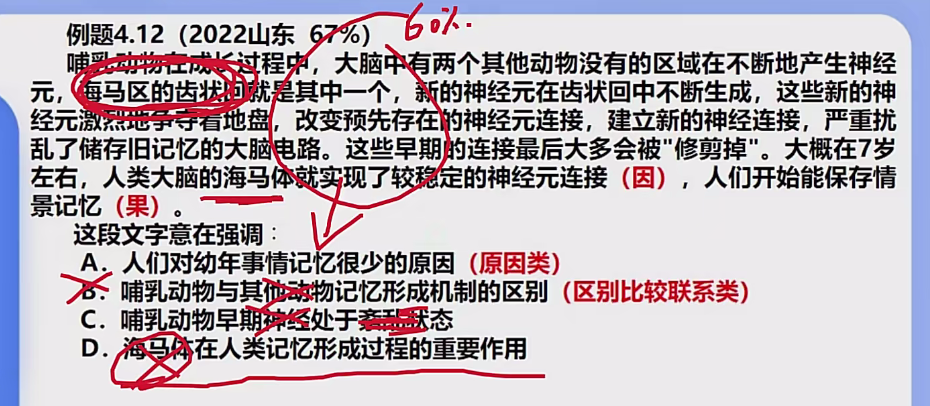 60%.
例题4.12（2022山东 67%）
哺乳动物在成长过程中，大脑中有两个其他动物没有的区域在不断地产生神经
元，海马区的齿状回就是其中一个，新的神经元在齿状回中不断生成，这些新的神
经元激烈地争夺着地盘，改变预先存在的神经元连接，建立新的神经连接，严重扰
乱了储存旧记忆的大脑电路。这些早期的连接最后大多会被"修剪掉"。大概在7岁
左右，人类大脑的海马体就实现了较稳定的神经元连接（因），人们开始能保存情
景记忆（果）。
这段文字意在强调：
A．人们对幼年事情记忆很少的原因（原因类）
B．哺乳动物与其他动物记忆形成机制的区别（区别比较联系类）
C．哺乳动物早期神经处于紊乱状态
D．海马体在人类记忆形成过程的重要作用